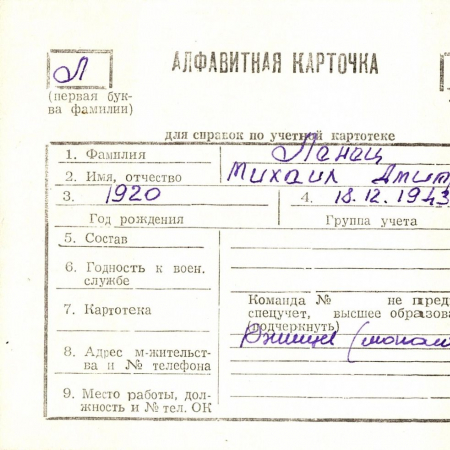 АЛФАВИТНАЯ КАРТОЧКА
Л
(первая бук-
ва фамилии)
для справок по учетной картотеке
1. Фамилия Ланац
2. Имя, отчество Михаил Дмит
3. 1920 4. 18.12.1943
Год рождения Группа учета
5. Состав
6. Годность к воен.
службе
7. Картотека
Команда № не пред
спецучет, высшее образова
(подчеркнуть)
8. Адрес м-жительст-
ва и № телефона
9. Место работы, дол-
жность и № тел. ОК